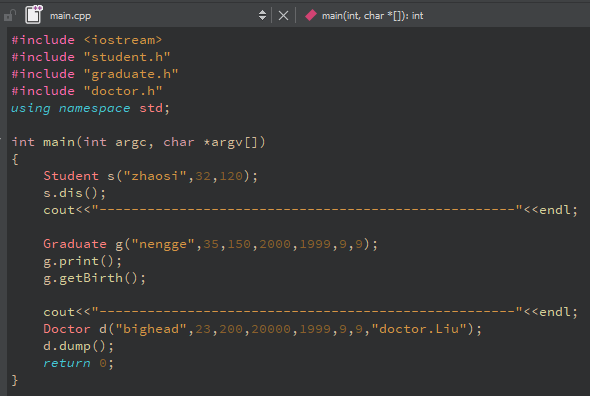 main.cpp
main(int, char *[]): int
#include <iostream>
#include "student.h"
#include "graduate.h"
#include "doctor.h"
using namespace std;
int main(int argc, char *argv[])
{
Student s("zhaosi",32,120);
s.dis();
cout<<"----------------------------------------------------"<<endl;
Graduate g("nengge",35,150,2000,1999,9,9);
g.print();
g.getBirth();
cout<<"----------------------------------------------------"<<endl;
Doctor d("bighead",23,200,20000,1999,9,9,"doctor.Liu");
d.dump();
return 0;
}